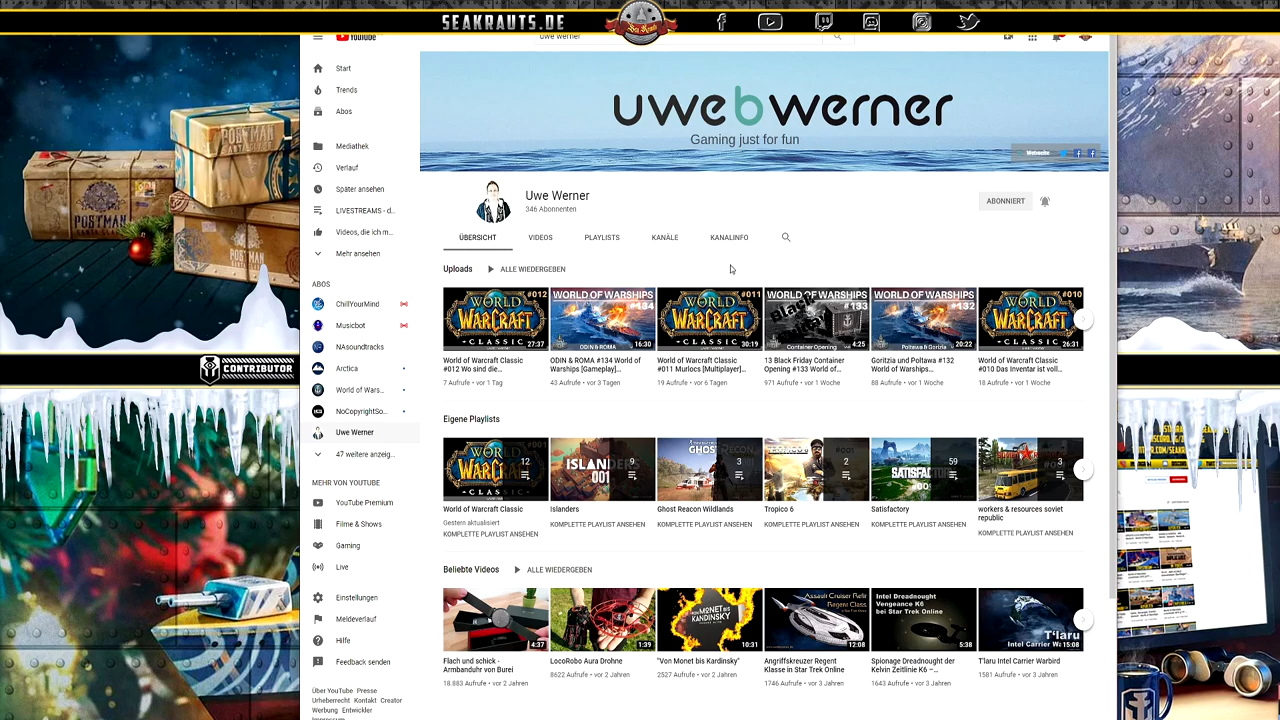 SEAKRAUTS.DE
YouTube
uwe werner
Start
Trends
Abos
Mediathek
Verlauf
Später ansehen
LIVESTREAMS - d...
Videos, die ich m...
Mehr ansehen
ABOS
ChillYourMind
Musicbot
NAsoundtracks
Arctica
World of Wars...
NoCopyrightSo...
Uwe Werner
47 weitere anzeig...
MEHR VON YOUTUBE
YouTube Premium
Filme & Shows
Gaming
Live
Einstellungen
Meldeverlauf
Hilfe
Feedback senden
Über YouTube Presse
Urheberrecht Kontakt Creator
Werbung Entwickler
Impressum
uwebwerner
Gaming just for fun
Webseite
Uwe Werner
346 Abonnenten
ABONNIERT
ÜBERSICHT VIDEOS PLAYLISTS KANÄLE KANALINFO
Uploads ALLE WIEDERGEBEN
WORLD OF WARCRAFT CLASSIC #012
27:37
World of Warcraft Classic
#012 Wo sind die...
7 Aufrufe • vor 1 Tag
WORLD OF WARSHIPS
#134
ODIN & ROMA
16:30
ODIN & ROMA #134 World of
Warships [Gameplay]...
43 Aufrufe • vor 3 Tagen
WORLD OF WARCRAFT CLASSIC #011
30:19
World of Warcraft Classic
#011 Murlocs [Multiplayer]...
19 Aufrufe • vor 6 Tagen
WORLD OF WARSHIPS
#133
Black
Container Opening
4:25
13 Black Friday Container
Opening #133 World of...
971 Aufrufe • vor 1 Woche
WORLD OF WARSHIPS
#132
Poltawa & Gorizia
20:22
Goritzia und Poltawa #132
World of Warships...
88 Aufrufe • vor 1 Woche
WORLD OF WARCRAFT CLASSIC #010
26:31
World of Warcraft Classic
#010 Das Inventar ist voll...
18 Aufrufe • vor 1 Woche
Eigene Playlists
WORLD OF WARCRAFT CLASSIC #001
12
World of Warcraft Classic
Gestern aktualisiert
KOMPLETTE PLAYLIST ANSEHEN
ISLANDERS
001
9
Islanders
KOMPLETTE PLAYLIST ANSEHEN
GHOST RECON
3
Ghost Reacon Wildlands
KOMPLETTE PLAYLIST ANSEHEN
#001
2
Tropico 6
KOMPLETTE PLAYLIST ANSEHEN
SATISFACTORY
59
Satisfactory
KOMPLETTE PLAYLIST ANSEHEN
3
workers & resources soviet
republic
KOMPLETTE PLAYLIST ANSEHEN
Beliebte Videos ALLE WIEDERGEBEN
4:37
Flach und schick -
Armbanduhr von Burei
18.883 Aufrufe • vor 2 Jahren
1:39
LocoRobo Aura Drohne
8622 Aufrufe • vor 2 Jahren
VON MONET BIS
KANDINSKY
10:31
"Von Monet bis Kardinsky"
2527 Aufrufe • vor 2 Jahren
Assault Cruiser Refit
Regent Class
12:08
Angriffskreuzer Regent
Klasse in Star Trek Online
1746 Aufrufe • vor 3 Jahren
Intel Dreadnought
Vengeance K6
bei Star Trek Online
5:38
Spionage Dreadnought der
Kelvin Zeitlinie K6 –...
1643 Aufrufe • vor 3 Jahren
T'laru
Intel Carrier Wa
15:08
T'laru Intel Carrier Warbird
1581 Aufrufe • vor 3 Jahren
POSTMAN
POSTMAN
CONTRIBUTOR